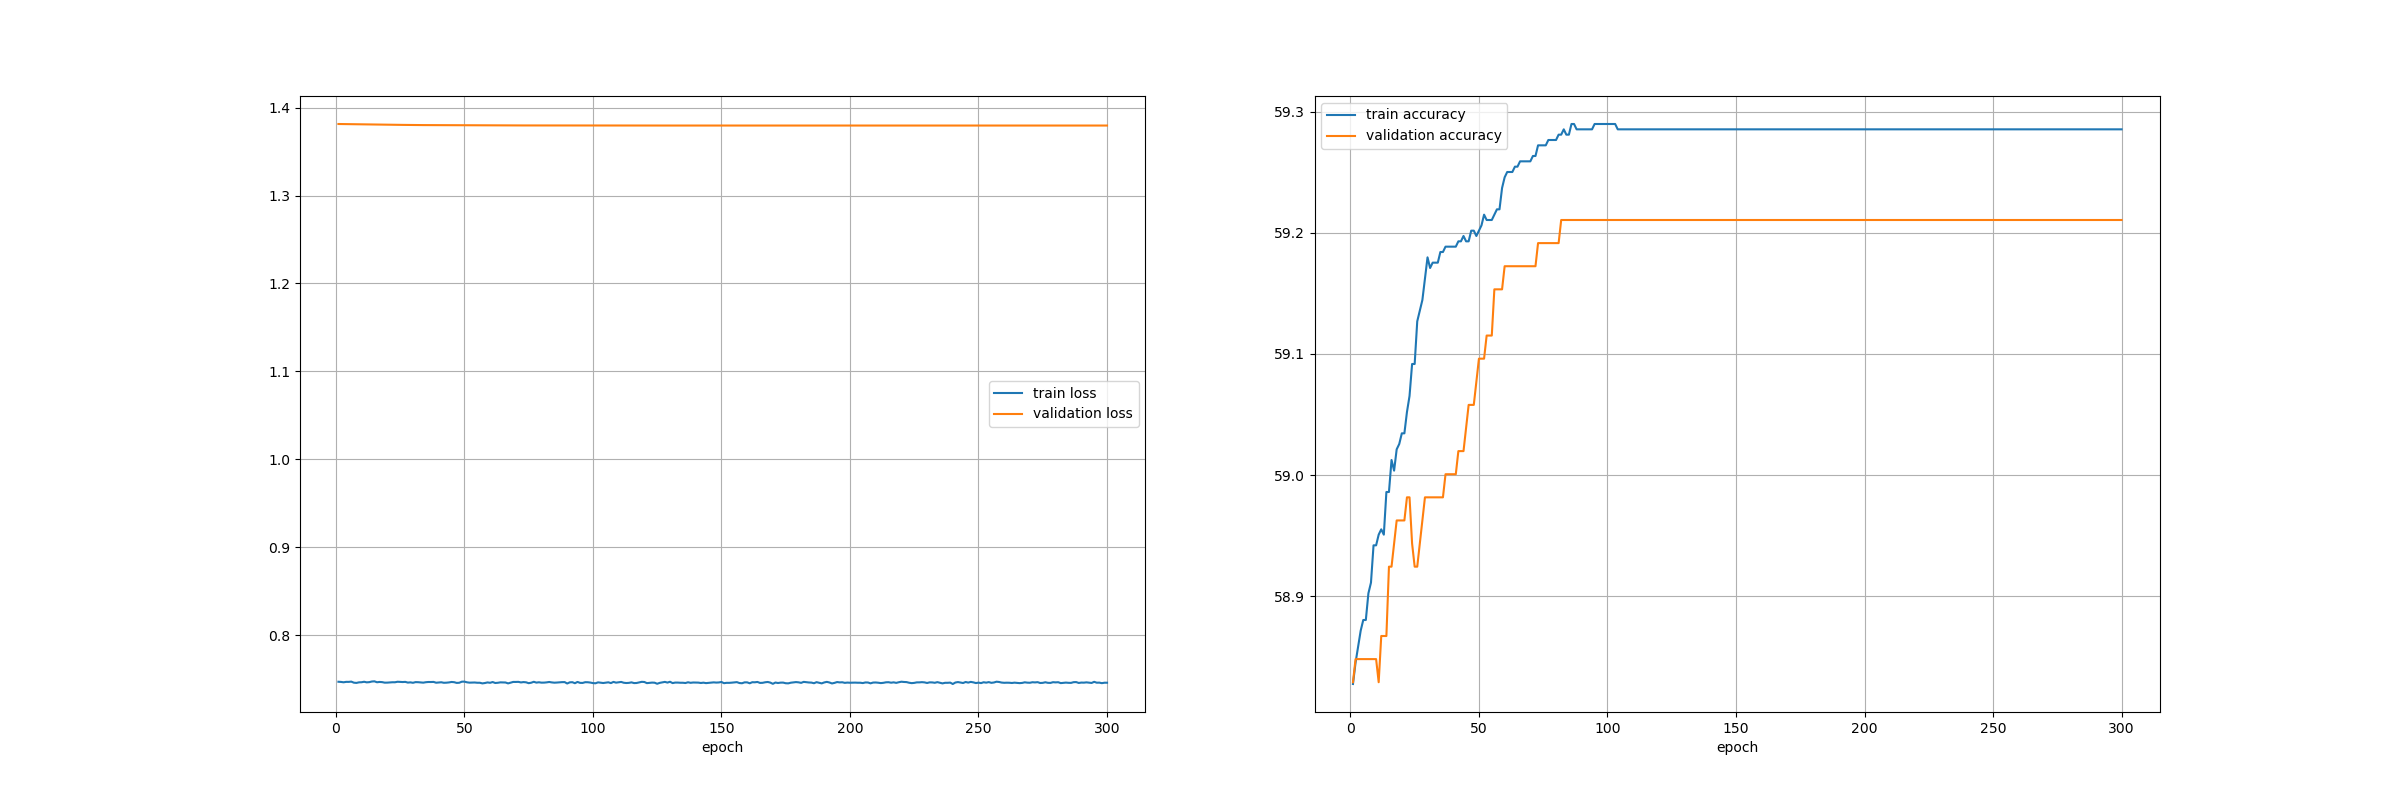 1.4
1.3
1.2
1.1
1.0
0.9
0.8
train loss
validation loss
0 50 100 150 200 250 300
epoch
59.3
59.2
59.1
59.0
58.9
train accuracy
validation accuracy
0 50 100 150 200 250 300
epoch